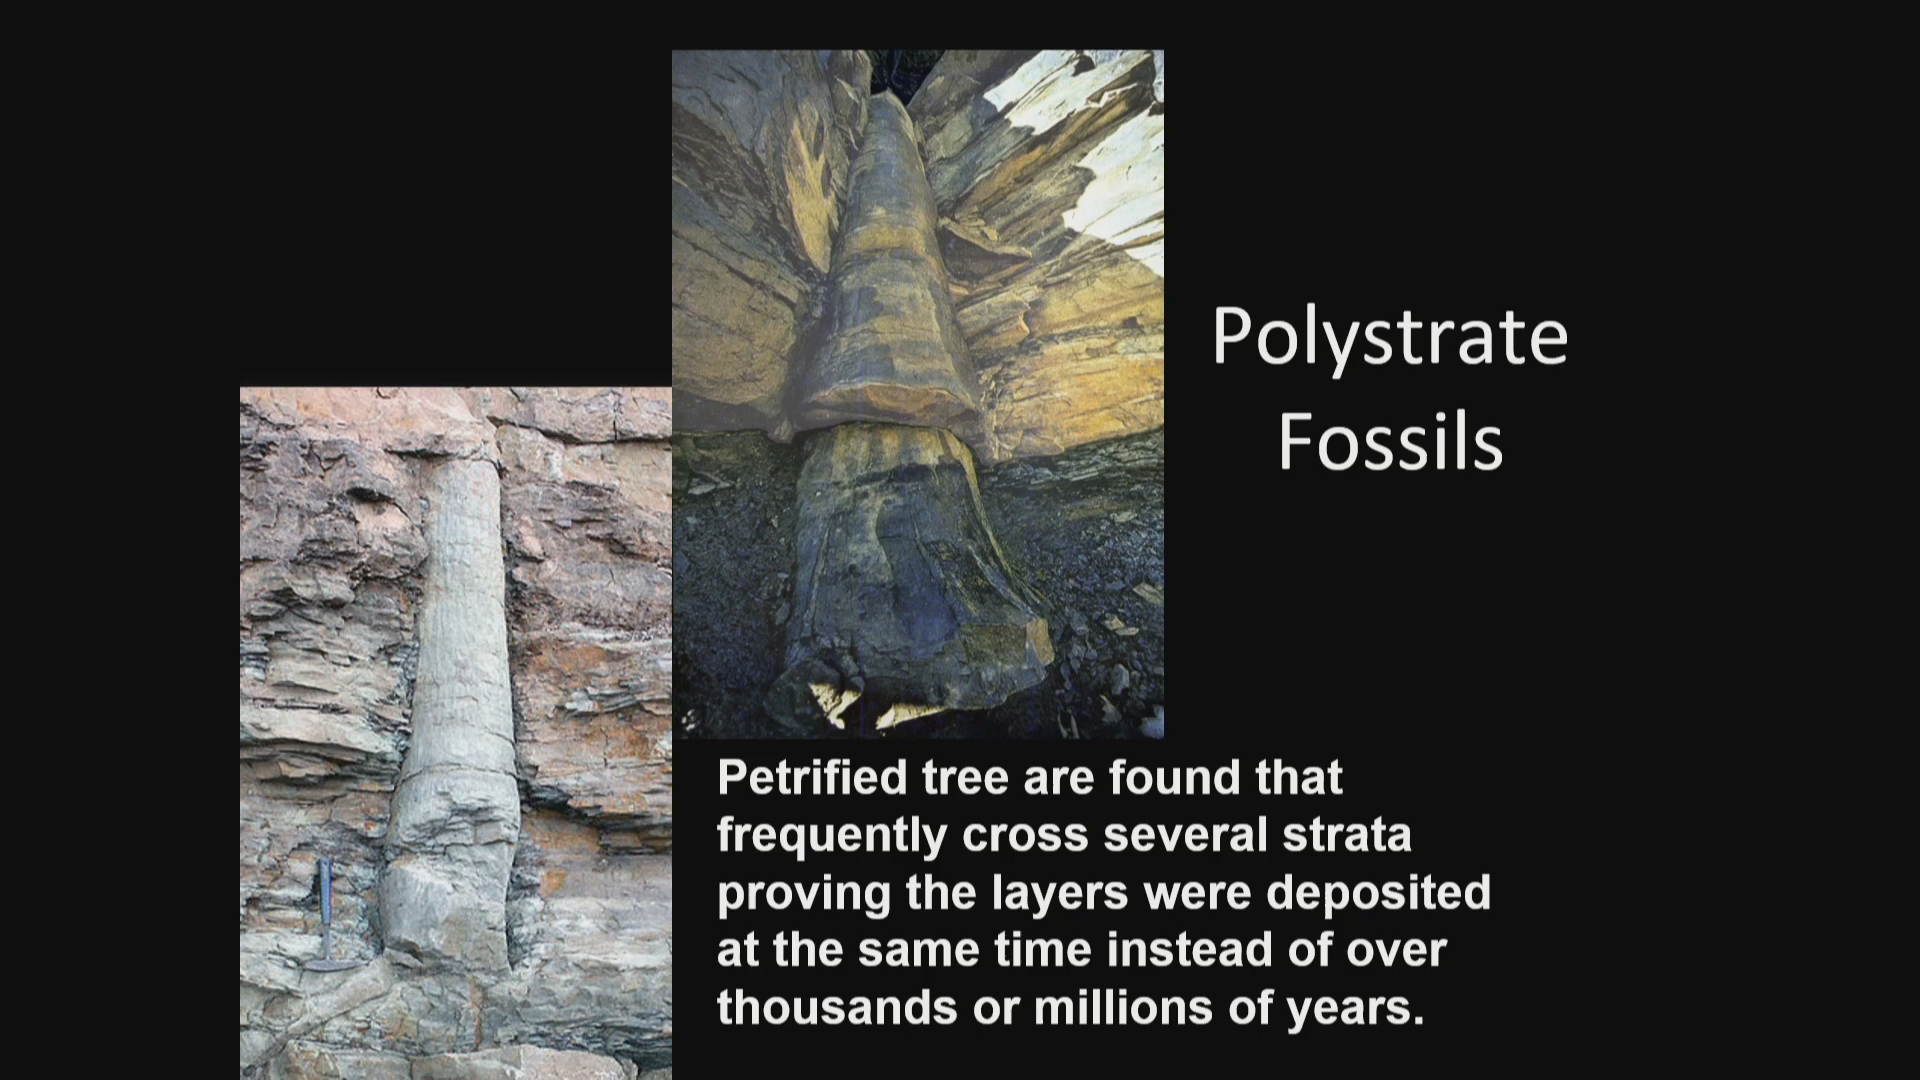 Polystrate
Fossils
Petrified tree are found that
frequently cross several strata
proving the layers were deposited
at the same time instead of over
thousands or millions of years.